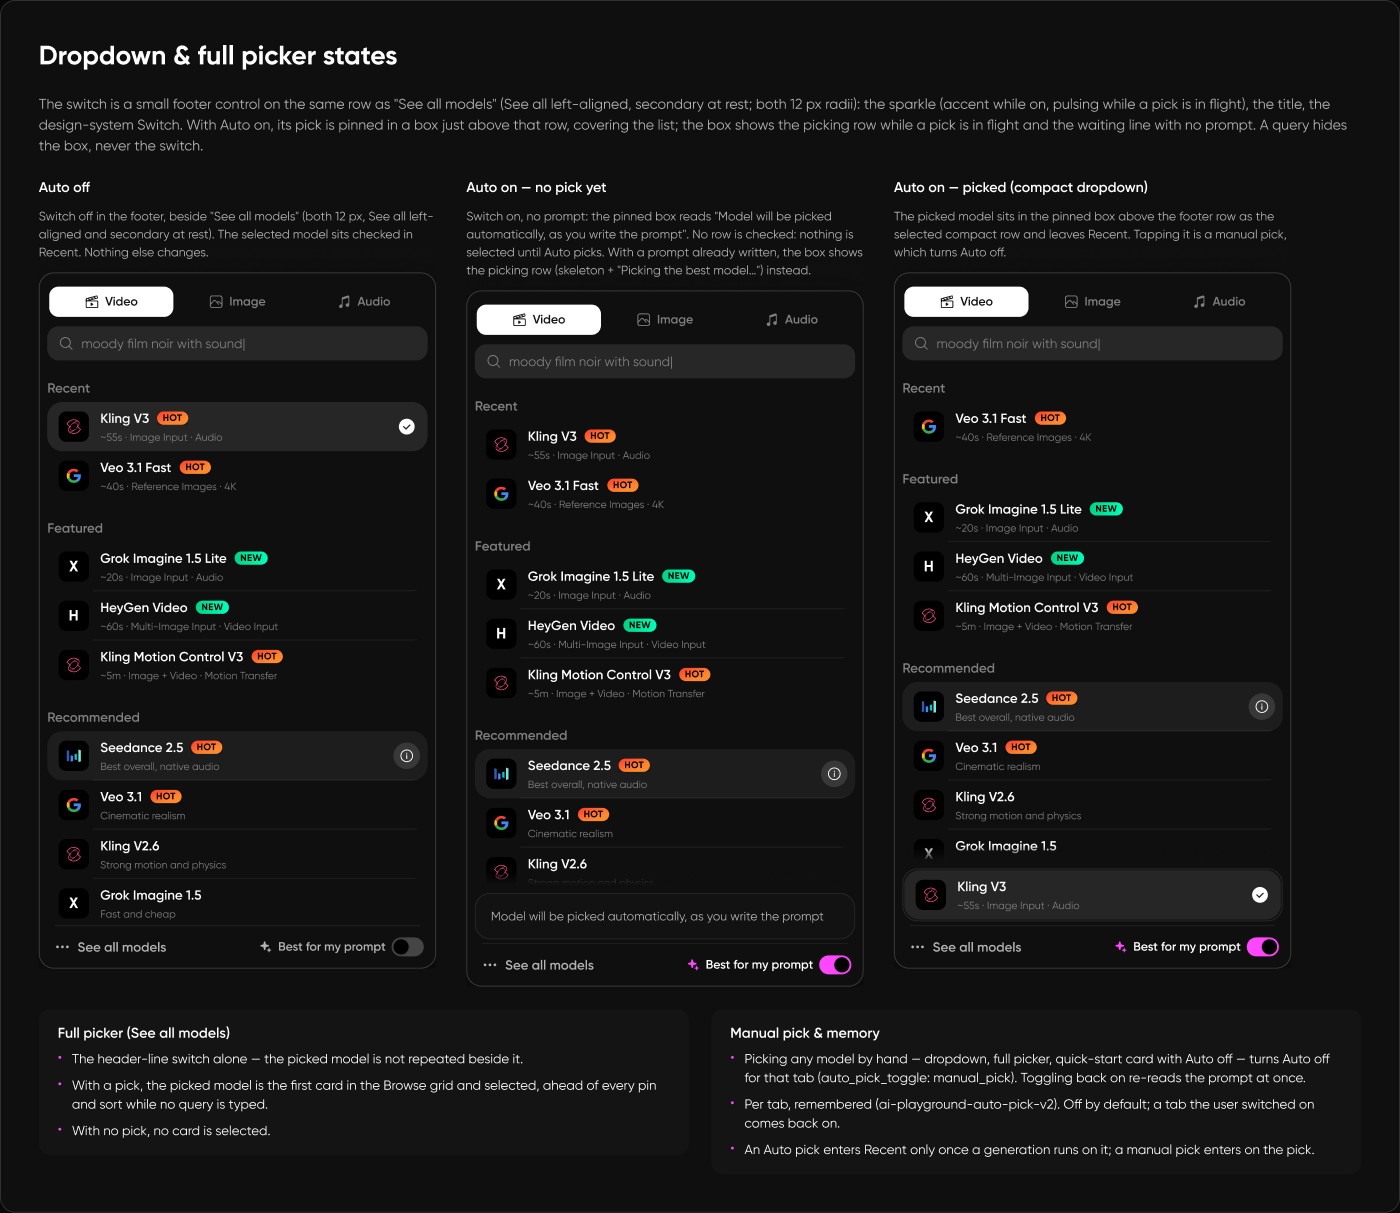 Dropdown & full picker states
The switch is a small footer control on the same row as "See all models" (See all left-aligned, secondary at rest; both 12 px radii): the sparkle (accent while on, pulsing while a pick is in flight), the title, the
design-system Switch. With Auto on, its pick is pinned in a box just above that row, covering the list; the box shows the picking row while a pick is in flight and the waiting line with no prompt. A query hides
the box, never the switch.
Auto off
Switch off in the footer, beside "See all models" (both 12 px, See all left-
aligned and secondary at rest). The selected model sits checked in
Recent. Nothing else changes.
Video
Image
Audio
moody film noir with sound|
Recent
Kling V3 HOT
~55s · Image Input · Audio
Veo 3.1 Fast HOT
~40s · Reference Images · 4K
Featured
X
Grok Imagine 1.5 Lite NEW
~20s · Image Input · Audio
H
HeyGen Video NEW
~60s · Multi-Image Input · Video Input
Kling Motion Control V3 HOT
~5m · Image + Video · Motion Transfer
Recommended
Seedance 2.5 HOT
Best overall, native audio
Veo 3.1 HOT
Cinematic realism
Kling V2.6
Strong motion and physics
X
Grok Imagine 1.5
Fast and cheap
See all models
Best for my prompt
Auto on — no pick yet
Switch on, no prompt: the pinned box reads "Model will be picked
automatically, as you write the prompt". No row is checked: nothing is
selected until Auto picks. With a prompt already written, the box shows
the picking row (skeleton + "Picking the best model…") instead.
Video
Image
Audio
moody film noir with sound|
Recent
Kling V3 HOT
~55s · Image Input · Audio
Veo 3.1 Fast HOT
~40s · Reference Images · 4K
Featured
X
Grok Imagine 1.5 Lite NEW
~20s · Image Input · Audio
H
HeyGen Video NEW
~60s · Multi-Image Input · Video Input
Kling Motion Control V3 HOT
~5m · Image + Video · Motion Transfer
Recommended
Seedance 2.5 HOT
Best overall, native audio
Veo 3.1 HOT
Cinematic realism
Kling V2.6
Strong motion and physics
Model will be picked automatically, as you write the prompt
See all models
Best for my prompt
Auto on — picked (compact dropdown)
The picked model sits in the pinned box above the footer row as the
selected compact row and leaves Recent. Tapping it is a manual pick,
which turns Auto off.
Video
Image
Audio
moody film noir with sound|
Recent
Veo 3.1 Fast HOT
~40s · Reference Images · 4K
Featured
X
Grok Imagine 1.5 Lite NEW
~20s · Image Input · Audio
H
HeyGen Video NEW
~60s · Multi-Image Input · Video Input
Kling Motion Control V3 HOT
~5m · Image + Video · Motion Transfer
Recommended
Seedance 2.5 HOT
Best overall, native audio
Veo 3.1 HOT
Cinematic realism
Kling V2.6
Strong motion and physics
X
Grok Imagine 1.5
Kling V3
~55s · Image Input · Audio
See all models
Best for my prompt
Full picker (See all models)
• The header-line switch alone — the picked model is not repeated beside it.
• With a pick, the picked model is the first card in the Browse grid and selected, ahead of every pin
and sort while no query is typed.
• With no pick, no card is selected.
Manual pick & memory
• Picking any model by hand — dropdown, full picker, quick-start card with Auto off — turns Auto off
for that tab (auto_pick_toggle: manual_pick). Toggling back on re-reads the prompt at once.
• Per tab, remembered (ai-playground-auto-pick-v2). Off by default; a tab the user switched on
comes back on.
• An Auto pick enters Recent only once a generation runs on it; a manual pick enters on the pick.